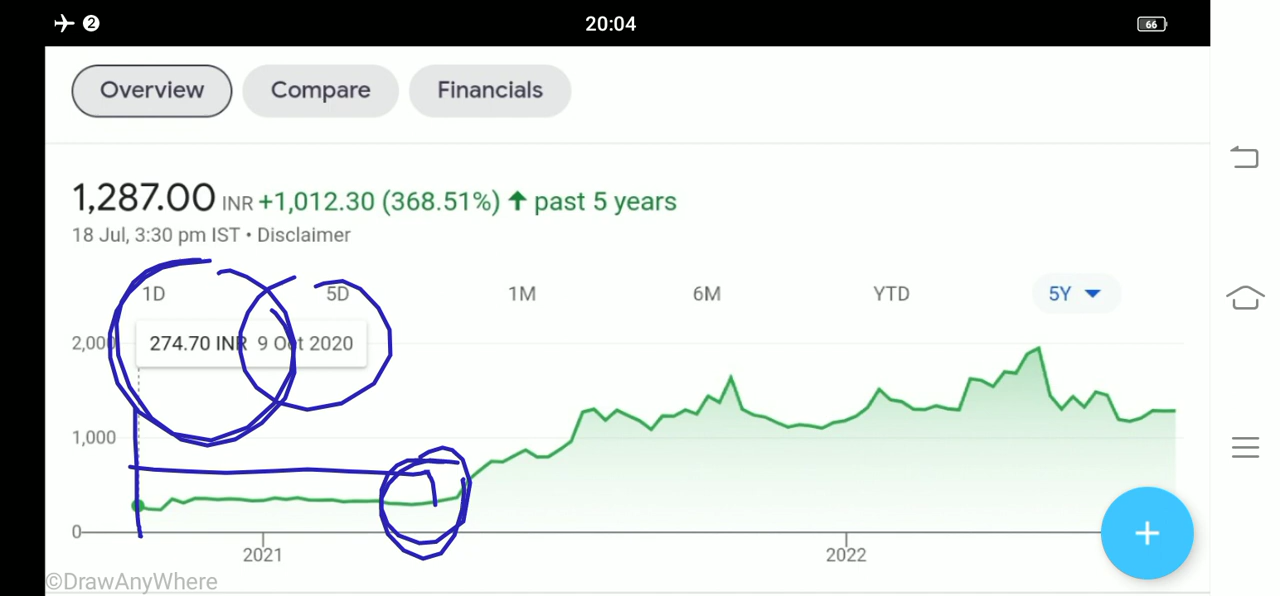 2 20:04 66
Overview Compare Financials
1,287.00 INR +1,012.30 (368.51%) ↑ past 5 years
18 Jul, 3:30 pm IST • Disclaimer
1D 5D 1M 6M YTD 5Y
2,000 274.70 INR 9 Oct 2020
1,000
0
2021 2022
©DrawAnyWhere